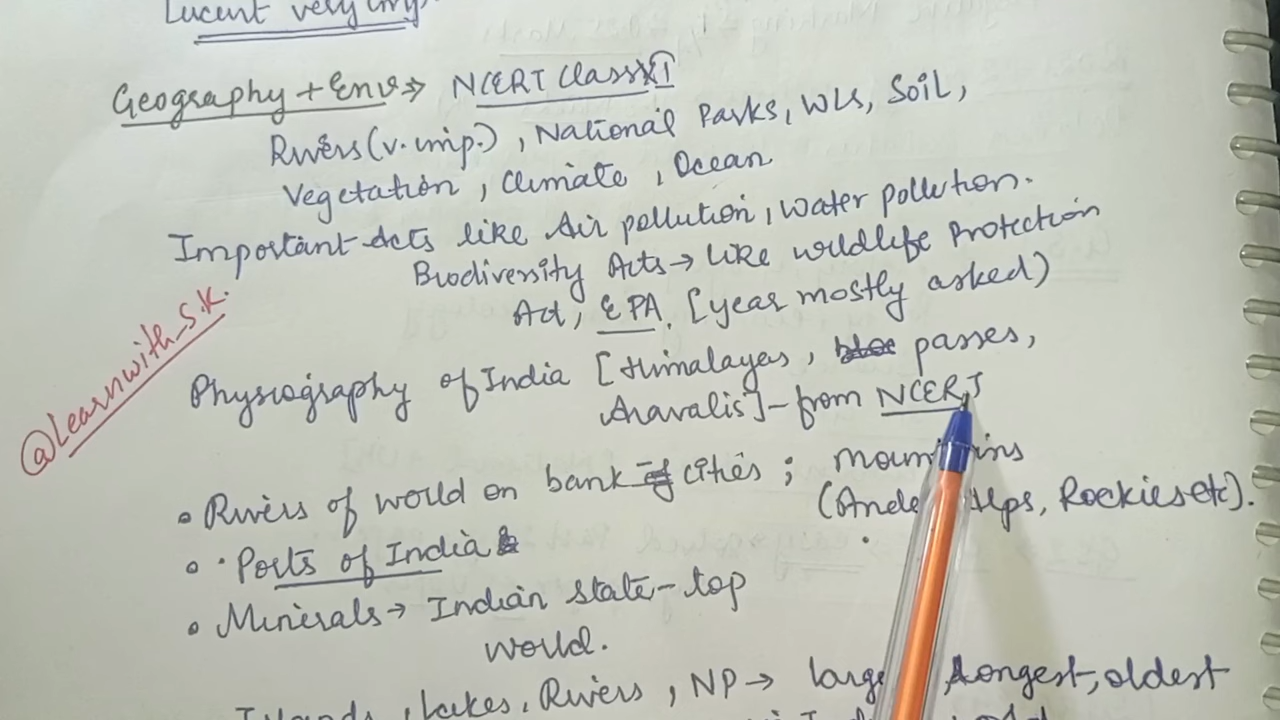 Lucent very imp.
Geography + Env → NCERT Class XI
Rivers (v. imp.), National Parks, WLS, Soil,
Vegetation, Climate, Ocean
Important Acts like Air pollution, Water pollution.
Biodiversity Acts → like wildlife Protection
Act, EPA. [year mostly asked)
@Learnwith_S.K.
Physiography of India [Himalayas, passes,
Aravalis] - from NCERT
• Rivers of world on bank of cities; mountains
(Andes, Alps, Rockies etc).
• Ports of India &
• Minerals → Indian state - top
world.
Islands, Lakes, Rivers, NP → largest, longest, oldest